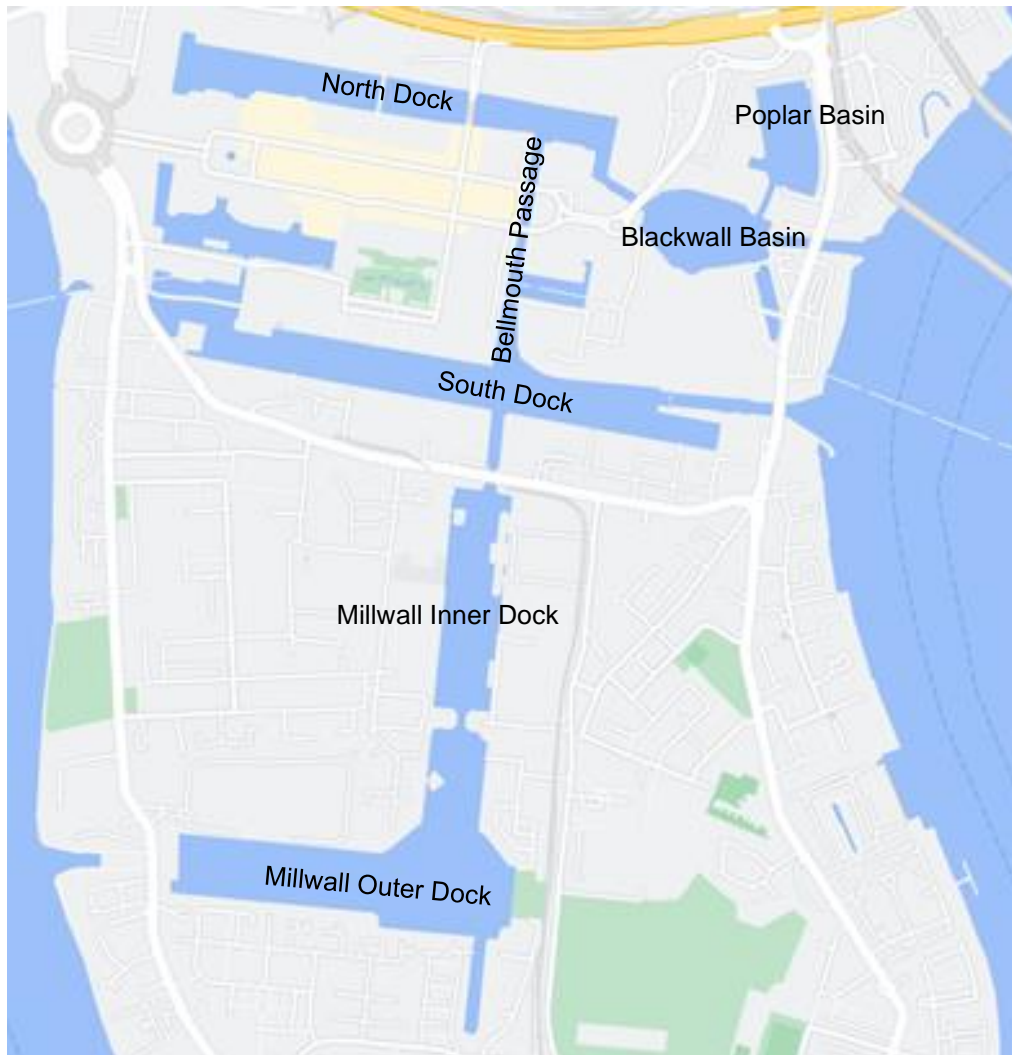 North Dock
Poplar Basin
Bellmouth Passage
Blackwall Basin
South Dock
Millwall Inner Dock
Millwall Outer Dock